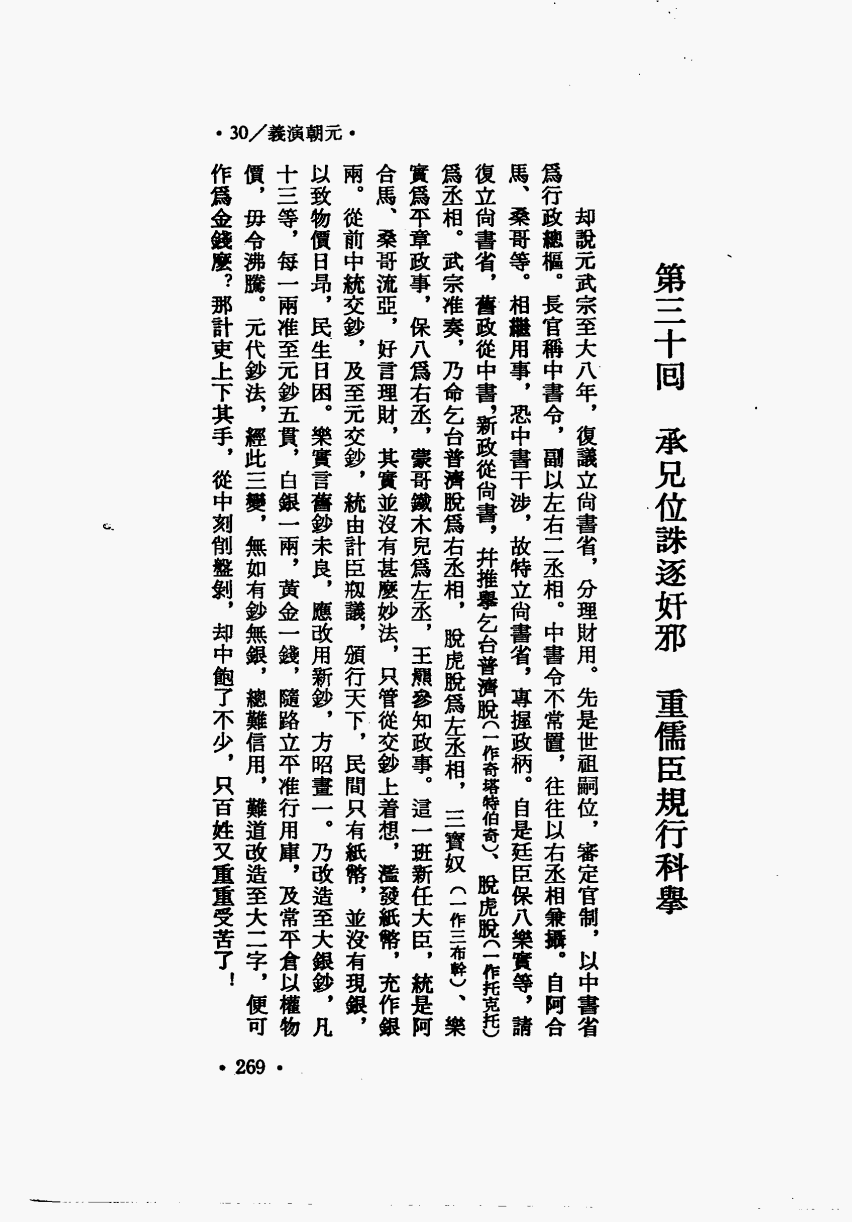 •30／義演朝元•
第三十回　承兄位誅逐奸邪　重儒臣規行科擧
却說元武宗至大八年，復議立尙書省，分理財用。先是世祖嗣位，審定官制，以中書省
爲行政總樞。長官稱中書令，副以左右二丞相。中書令不常置，往往以右丞相兼攝。自阿合
馬、桑哥等。相繼用事，恐中書干涉，故特立尙書省，專握政柄。自是廷臣保八樂實等，請
復立尙書省，舊政從中書，新政從尙書，幷推擧乞台普濟脫（一作奇塔特伯奇）、脫虎脫（一作托克托）
爲丞相。武宗准奏，乃命乞台普濟脫爲右丞相，脫虎脫爲左丞相，三寶奴（一作三布幹）、樂
實爲平章政事，保八爲右丞，蒙哥鐵木兒爲左丞，王羆參知政事。這一班新任大臣，統是阿
合馬、桑哥流亞，好言理財，其實並沒有甚麼妙法，只管從交鈔上着想，濫發紙幣，充作銀
兩。從前中統交鈔，及至元交鈔，統由計臣刱議，頒行天下，民間只有紙幣，並沒有現銀，
以致物價日昂，民生日困。樂實言舊鈔未良，應改用新鈔，方昭畫一。乃改造至大銀鈔，凡
十三等，每一兩准至元鈔五貫，白銀一兩，黃金一錢，隨路立平准行用庫，及常平倉以權物
價，毋令沸騰。元代鈔法，經此三變，無如有鈔無銀，總難信用，難道改造至大二字，便可
作爲金錢麼？那計吏上下其手，從中刻削盤剝，却中飽了不少，只百姓又重重受苦了！
•269•